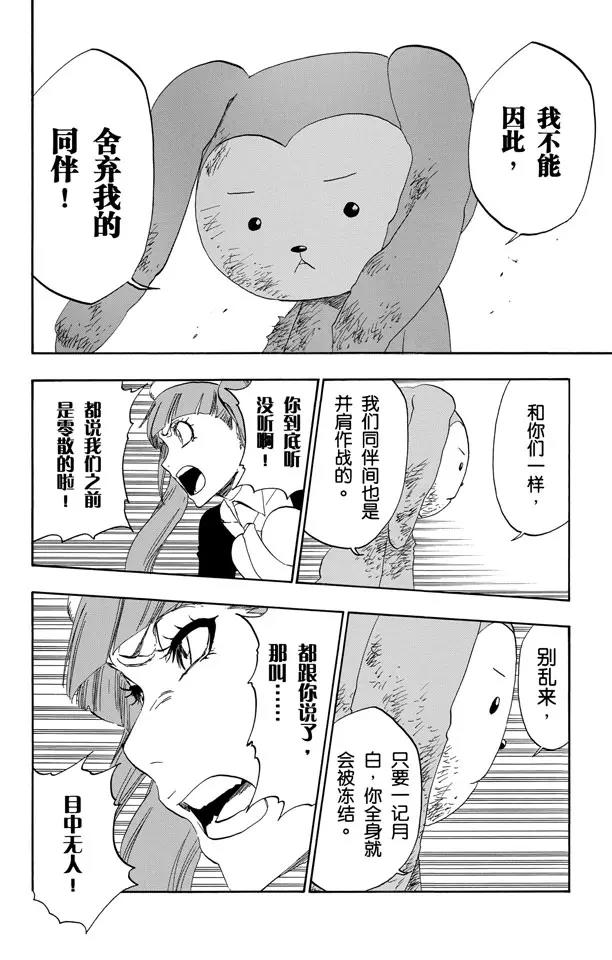 我不能
因此，
舍弃我的
同伴！
和你们一样，
我们同伴间也是
并肩作战的。
你到底听
没听啊！
都说我们之前
是零散的啦！
别乱来，
只要一记月
白，你全身就
会被冻结。
都跟你说了，
那叫……
目中无人！